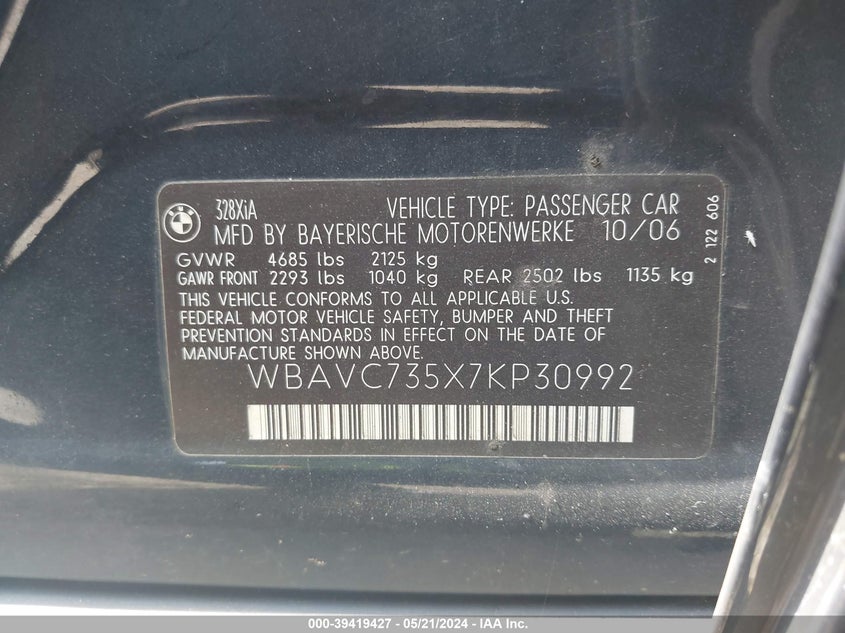 BMW
328XiA
VEHICLE TYPE: PASSENGER CAR
MFD BY BAYERISCHE MOTORENWERKE 10/06
GVWR 4685 lbs 2125 kg
GAWR FRONT 2293 lbs 1040 kg REAR 2502 lbs 1135 kg
THIS VEHICLE CONFORMS TO ALL APPLICABLE U.S.
FEDERAL MOTOR VEHICLE SAFETY, BUMPER AND THEFT
PREVENTION STANDARDS IN EFFECT ON THE DATE OF
MANUFACTURE SHOWN ABOVE.
WBAVC735X7KP30992
2 122 606
000-39419427 - 05/21/2024 - IAA Inc.